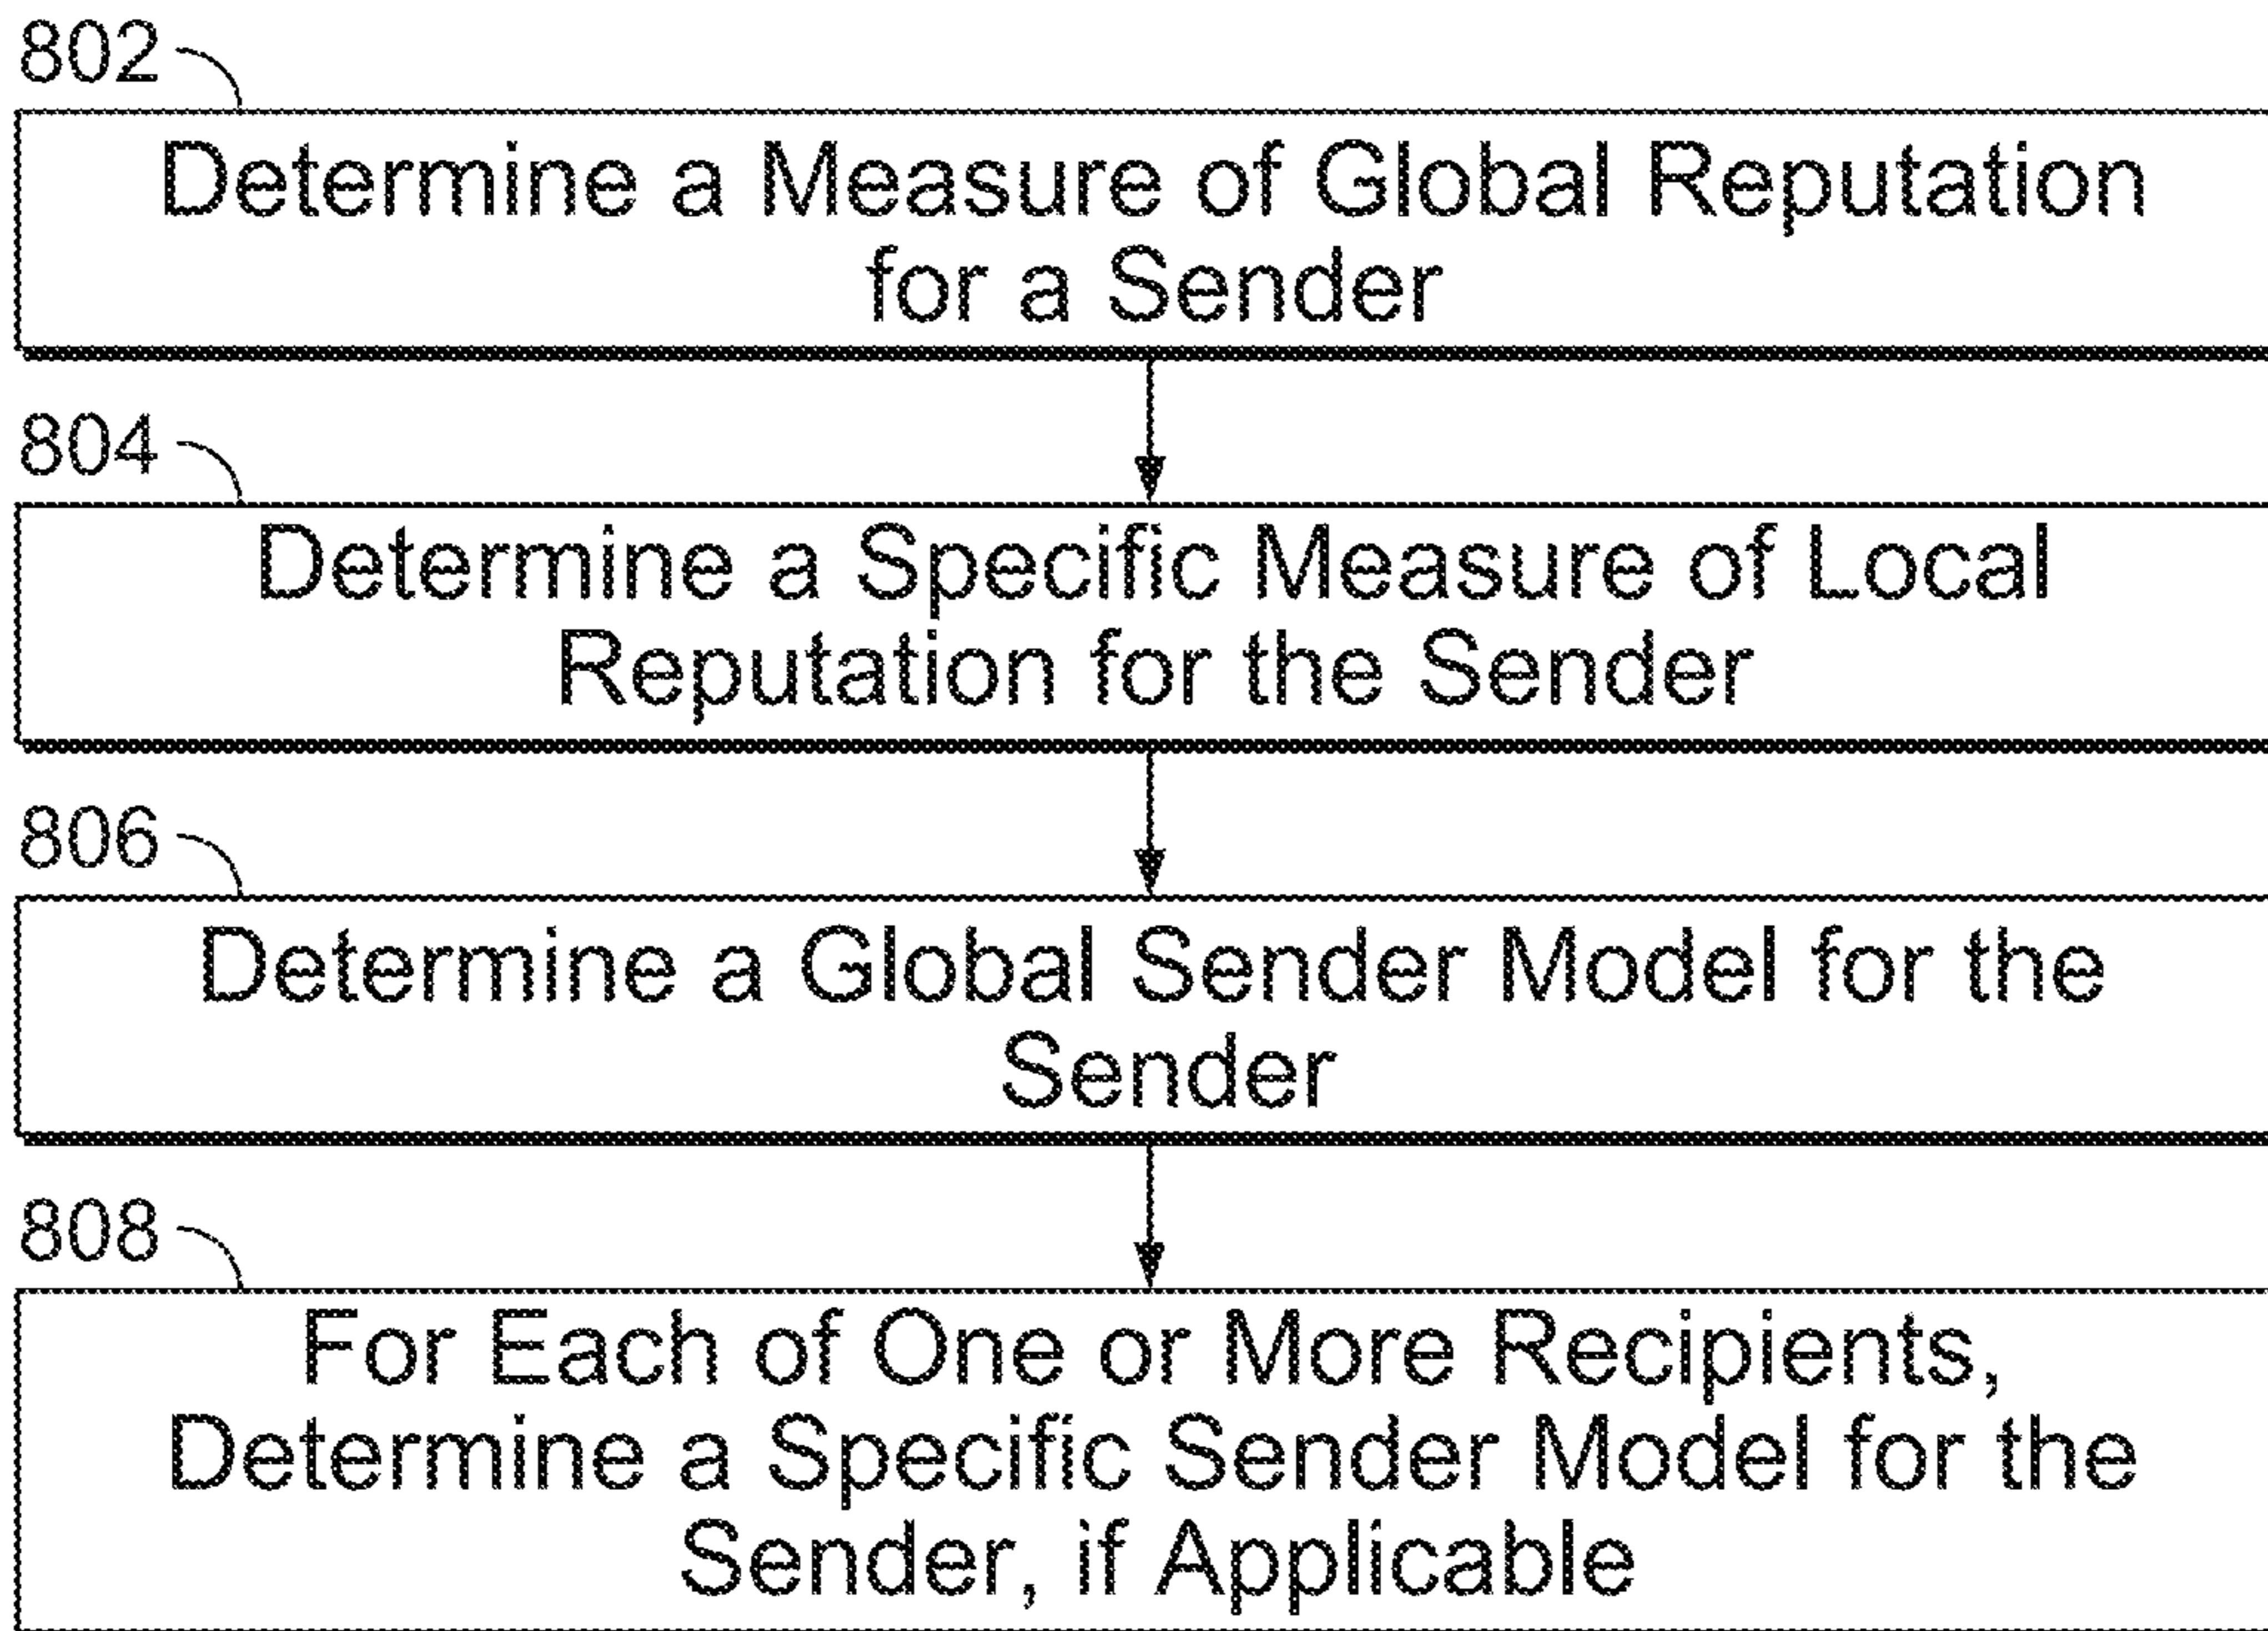 802
Determine a Measure of Global Reputation
for a Sender
804
Determine a Specific Measure of Local
Reputation for the Sender
806
Determine a Global Sender Model for the
Sender
808
For Each of One or More Recipients,
Determine a Specific Sender Model for the
Sender, if Applicable